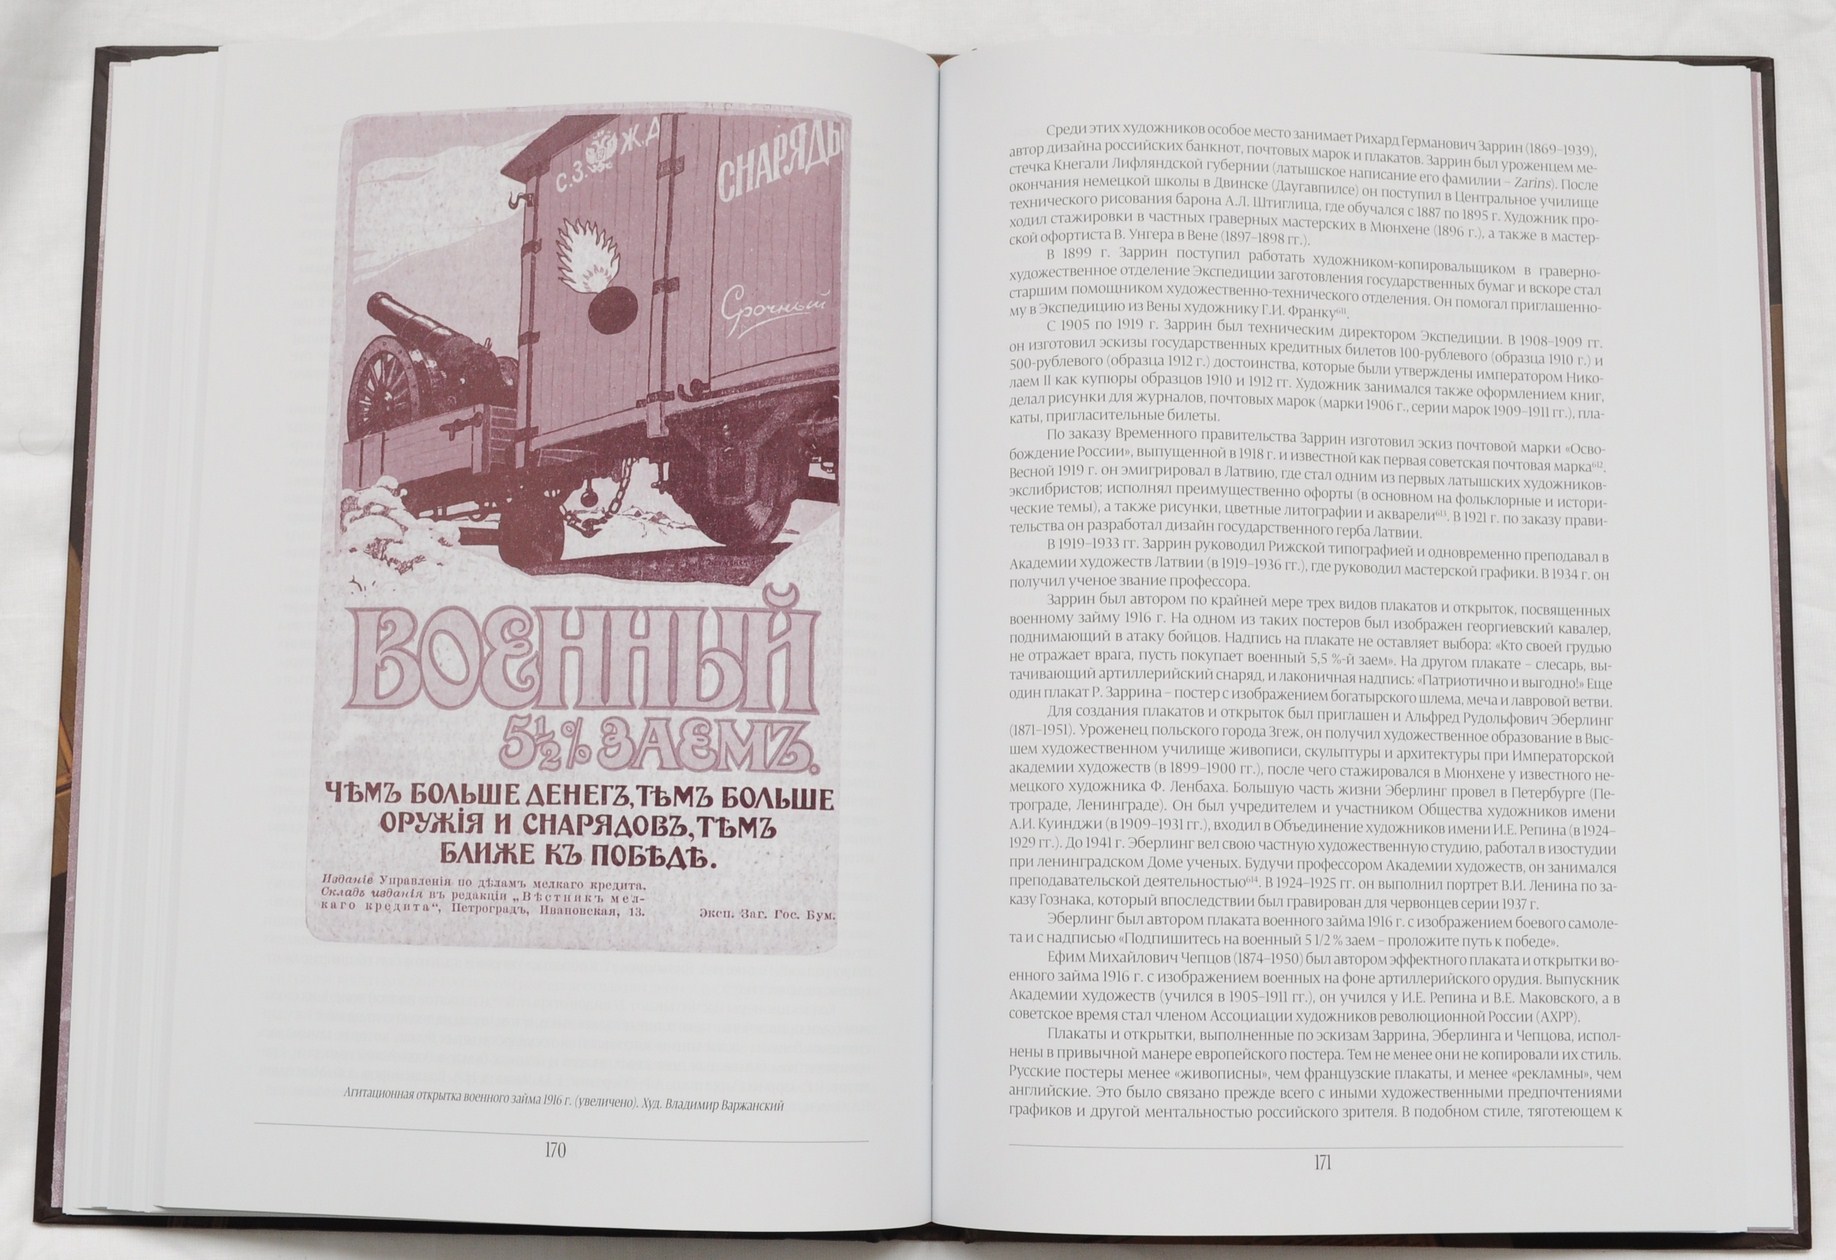 С.З. Ж.Д
СНАРЯДЫ
Срочный
ВОЕННЫЙ
5½% ЗАЕМЪ.
ЧѢМЪ БОЛЬШЕ ДЕНЕГЪ, ТѢМЪ БОЛЬШЕ
ОРУЖІЯ И СНАРЯДОВЪ, ТѢМЪ
БЛИЖЕ КЪ ПОБѢДѢ.
Изданіе Управленія по дѣламъ мелкаго кредита.
Складъ изданія въ редакціи „Вѣстникъ мел-
каго кредита“, Петроградъ, Ивановская, 13.
Эксп. Заг. Гос. Бум.
Агитационная открытка военного займа 1916 г. (увеличено). Худ. Владимир Варжанский
170
Среди этих художников особое место занимает Рихард Германович Заррин (1869–1939),
автор дизайна российских банкнот, почтовых марок и плакатов. Заррин был уроженцем ме-
стечка Кнегали Лифляндской губернии (латышское написание его фамилии – Zarins). После
окончания немецкой школы в Двинске (Даугавпилсе) он поступил в Центральное училище
технического рисования барона А.Л. Штиглица, где обучался с 1887 по 1895 г. Художник про-
ходил стажировки в частных граверных мастерских в Мюнхене (1896 г.), а также в мастер-
ской офортиста В. Унгера в Вене (1897–1898 гг.).
В 1899 г. Заррин поступил работать художником-копировальщиком в граверно-
художественное отделение Экспедиции заготовления государственных бумаг и вскоре стал
старшим помощником художественно-технического отделения. Он помогал приглашенно-
му в Экспедицию из Вены художнику Г.И. Франку⁶¹¹.
С 1905 по 1919 г. Заррин был техническим директором Экспедиции. В 1908–1909 гг.
он изготовил эскизы государственных кредитных билетов 100-рублевого (образца 1910 г.) и
500-рублевого (образца 1912 г.) достоинства, которые были утверждены императором Нико-
лаем II как купюры образцов 1910 и 1912 гг. Художник занимался также оформлением книг,
делал рисунки для журналов, почтовых марок (марки 1906 г., серии марок 1909–1911 гг.), пла-
каты, пригласительные билеты.
По заказу Временного правительства Заррин изготовил эскиз почтовой марки «Осво-
бождение России», выпущенной в 1918 г. и известной как первая советская почтовая марка⁶¹².
Весной 1919 г. он эмигрировал в Латвию, где стал одним из первых латышских художников-
экслибристов; исполнял преимущественно офорты (в основном на фольклорные и истори-
ческие темы), а также рисунки, цветные литографии и акварели⁶¹³. В 1921 г. по заказу прави-
тельства он разработал дизайн государственного герба Латвии.
В 1919–1933 гг. Заррин руководил Рижской типографией и одновременно преподавал в
Академии художеств Латвии (в 1919–1936 гг.), где руководил мастерской графики. В 1934 г. он
получил ученое звание профессора.
Заррин был автором по крайней мере трех видов плакатов и открыток, посвященных
военному займу 1916 г. На одном из таких постеров был изображен георгиевский кавалер,
поднимающий в атаку бойцов. Надпись на плакате не оставляет выбора: «Кто своей грудью
не отражает врага, пусть покупает военный 5,5 %-й заем». На другом плакате – слесарь, вы-
тачивающий артиллерийский снаряд, и лаконичная надпись: «Патриотично и выгодно!» Еще
один плакат Р. Заррина – постер с изображением богатырского шлема, меча и лавровой ветви.
Для создания плакатов и открыток был приглашен и Альфред Рудольфович Эберлинг
(1871–1951). Уроженец польского города Згеж, он получил художественное образование в Выс-
шем художественном училище живописи, скульптуры и архитектуры при Императорской
академии художеств (в 1899–1900 гг.), после чего стажировался в Мюнхене у известного не-
мецкого художника Ф. Ленбаха. Большую часть жизни Эберлинг провел в Петербурге (Пе-
трограде, Ленинграде). Он был учредителем и участником Общества художников имени
А.И. Куинджи (в 1909–1931 гг.), входил в Объединение художников имени И.Е. Репина (в 1924–
1929 гг.). До 1941 г. Эберлинг вел свою частную художественную студию, работал в изостудии
при ленинградском Доме ученых. Будучи профессором Академии художеств, он занимался
преподавательской деятельностью⁶¹⁴. В 1924–1925 гг. он выполнил портрет В.И. Ленина по за-
казу Гознака, который впоследствии был гравирован для червонцев серии 1937 г.
Эберлинг был автором плаката военного займа 1916 г. с изображением боевого самоле-
та и с надписью «Подпишитесь на военный 5 1/2 % заем – проложите путь к победе».
Ефим Михайлович Чепцов (1874–1950) был автором эффектного плаката и открытки во-
енного займа 1916 г. с изображением военных на фоне артиллерийского орудия. Выпускник
Академии художеств (учился в 1905–1911 гг.), он учился у И.Е. Репина и В.Е. Маковского, а в
советское время стал членом Ассоциации художников революционной России (АХРР).
Плакаты и открытки, выполненные по эскизам Заррина, Эберлинга и Чепцова, испол-
нены в привычной манере европейского постера. Тем не менее они не копировали их стиль.
Русские постеры менее «живописны», чем французские плакаты, и менее «рекламны», чем
английские. Это было связано прежде всего с иными художественными предпочтениями
графиков и другой ментальностью российского зрителя. В подобном стиле, тяготеющем к
171